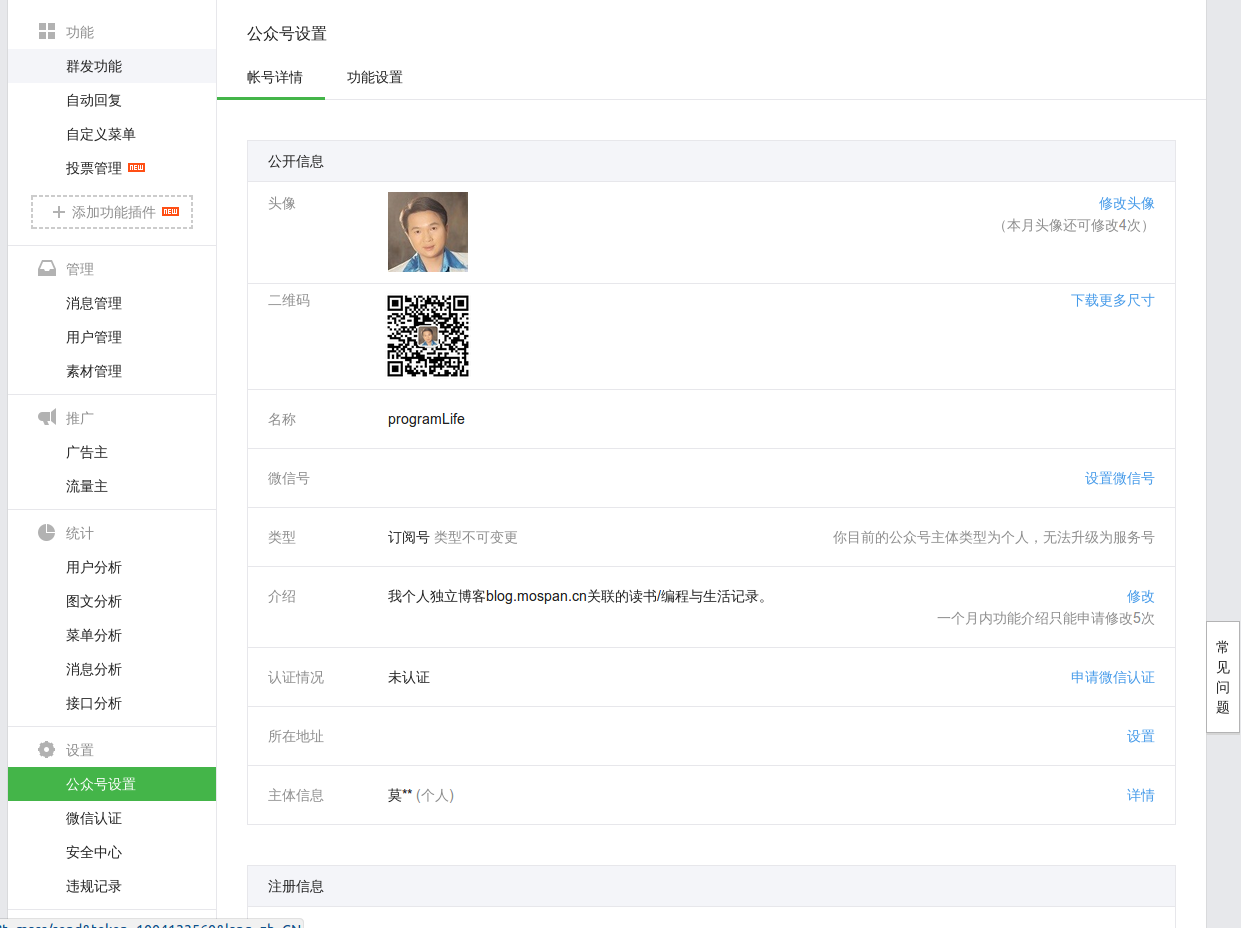 功能
群发功能
自动回复
自定义菜单
投票管理 NEW
添加功能插件 NEW
管理
消息管理
用户管理
素材管理
推广
广告主
流量主
统计
用户分析
图文分析
菜单分析
消息分析
接口分析
设置
公众号设置
微信认证
安全中心
违规记录
公众号设置
帐号详情 功能设置
公开信息
头像 修改头像
（本月头像还可修改4次）
二维码 下载更多尺寸
名称 programLife
微信号 设置微信号
类型 订阅号 类型不可变更 你目前的公众号主体类型为个人，无法升级为服务号
介绍 我个人独立博客blog.mospan.cn关联的读书/编程与生活记录。 修改
一个月内功能介绍只能申请修改5次
认证情况 未认证 申请微信认证
所在地址 设置
主体信息 莫** (个人) 详情
注册信息
常见问题